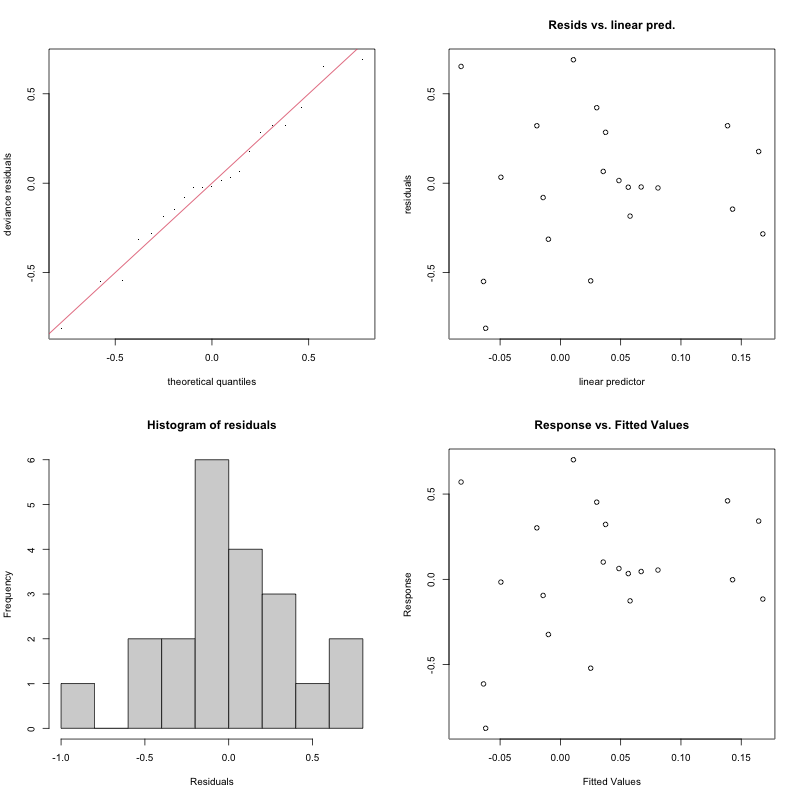 deviance residuals
0.5
0.0
-0.5
-0.5 0.0 0.5
theoretical quantiles
Resids vs. linear pred.
residuals
0.5
0.0
-0.5
-0.05 0.00 0.05 0.10 0.15
linear predictor
Histogram of residuals
Frequency
6
5
4
3
2
1
0
-1.0 -0.5 0.0 0.5
Residuals
Response vs. Fitted Values
Response
0.5
0.0
-0.5
-0.05 0.00 0.05 0.10 0.15
Fitted Values